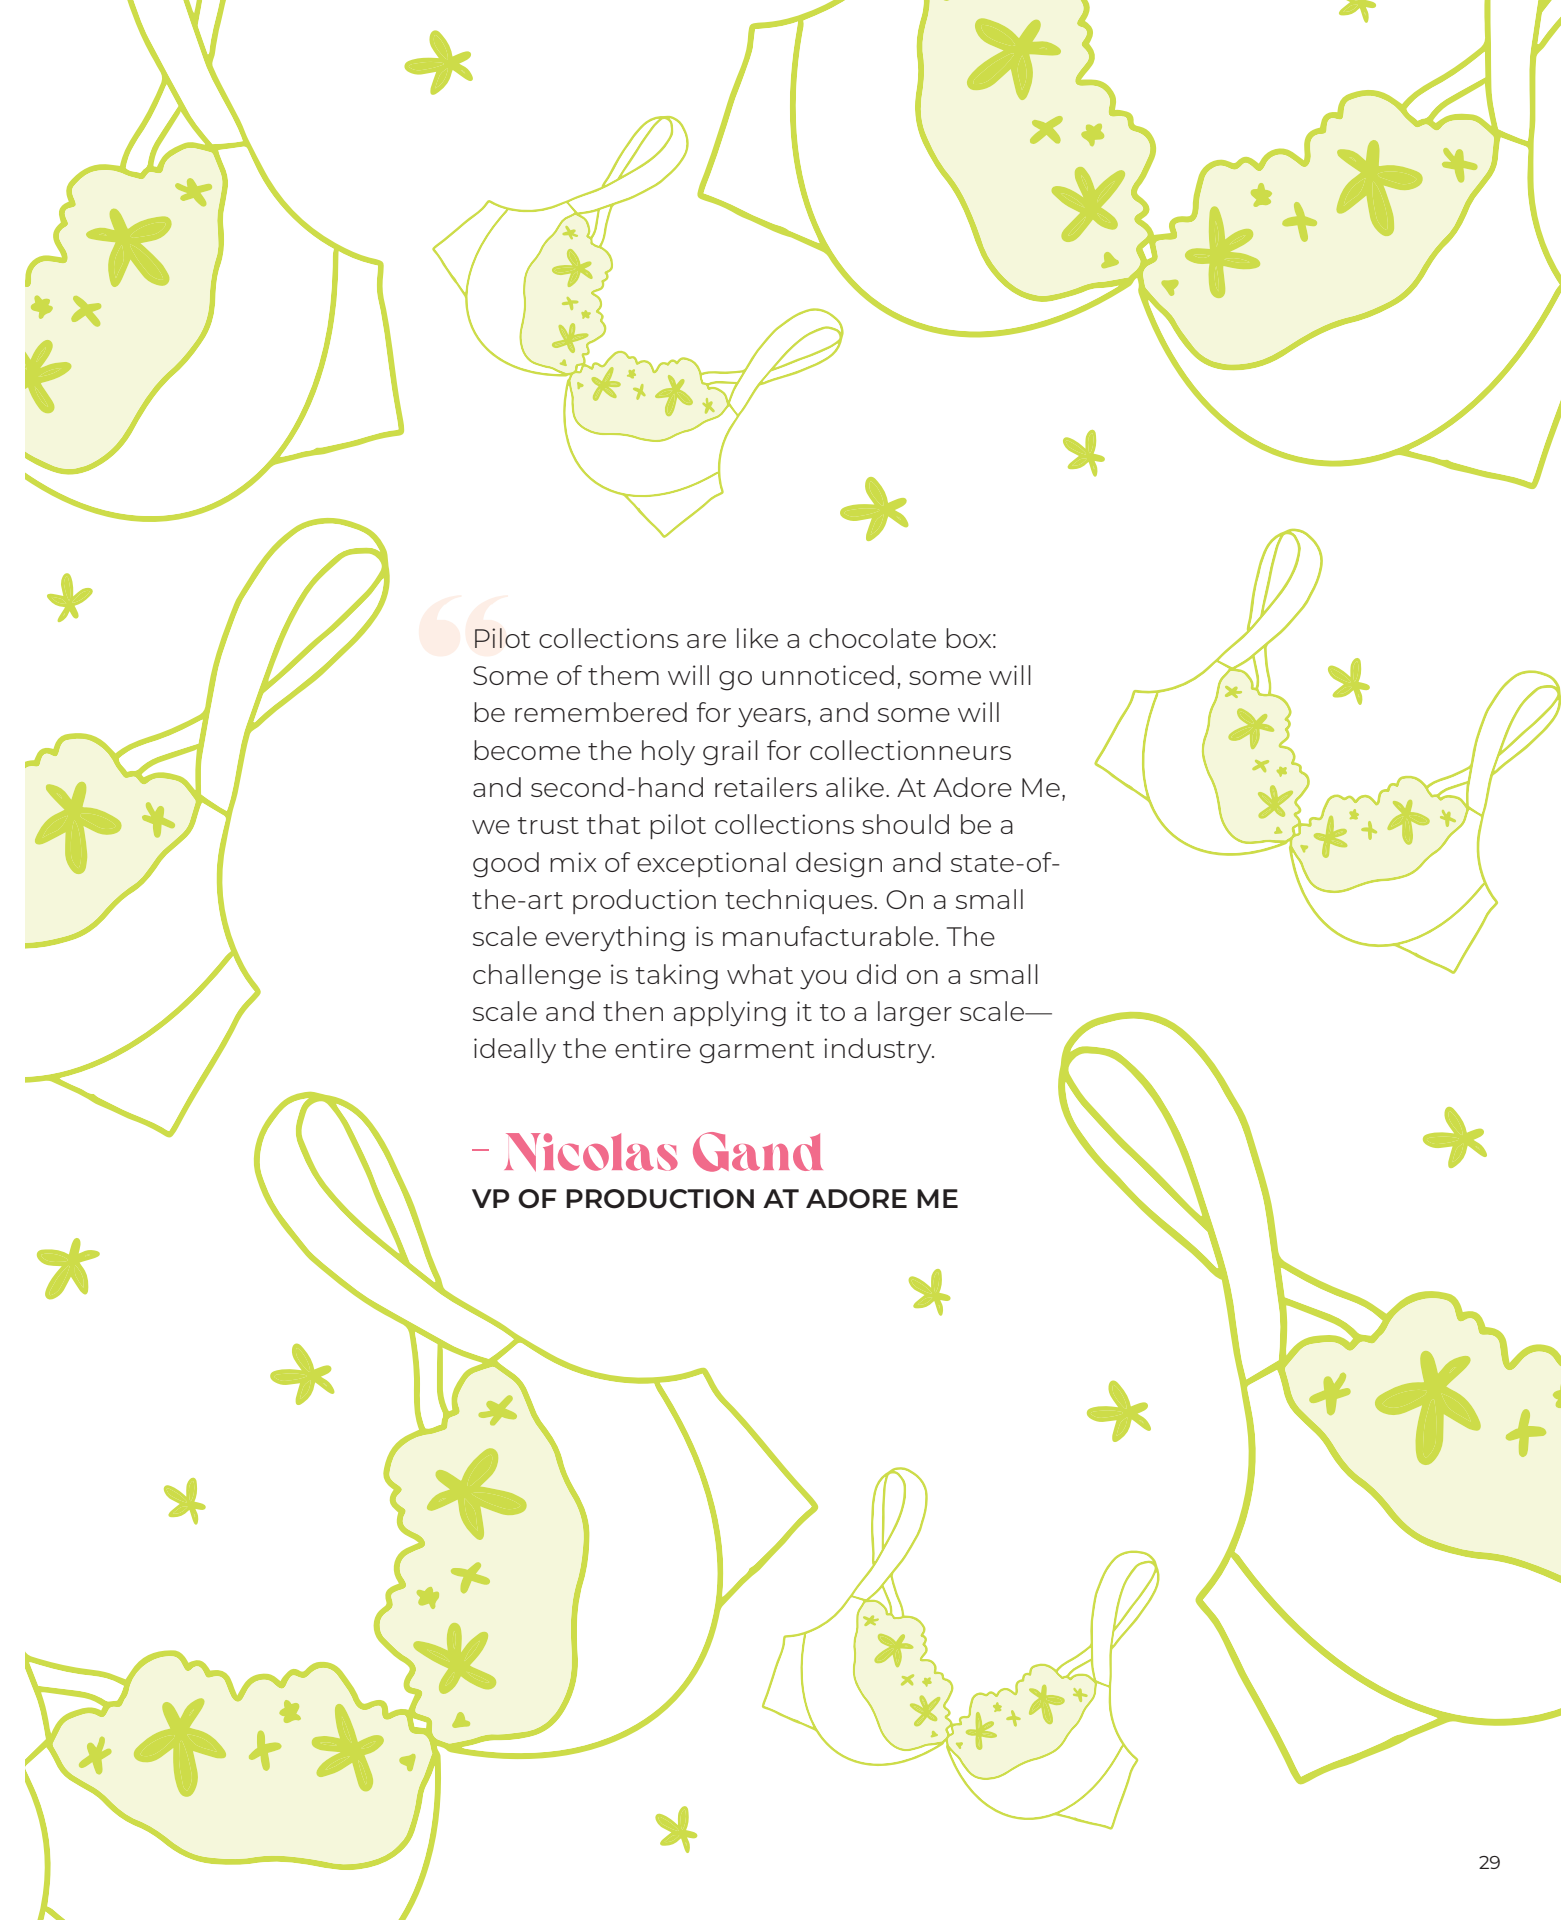 “
Pilot collections are like a chocolate box:
Some of them will go unnoticed, some will
be remembered for years, and some will
become the holy grail for collectionneurs
and second-hand retailers alike. At Adore Me,
we trust that pilot collections should be a
good mix of exceptional design and state-of-
the-art production techniques. On a small
scale everything is manufacturable. The
challenge is taking what you did on a small
scale and then applying it to a larger scale—
ideally the entire garment industry.
– Nicolas Gand
VP OF PRODUCTION AT ADORE ME
29